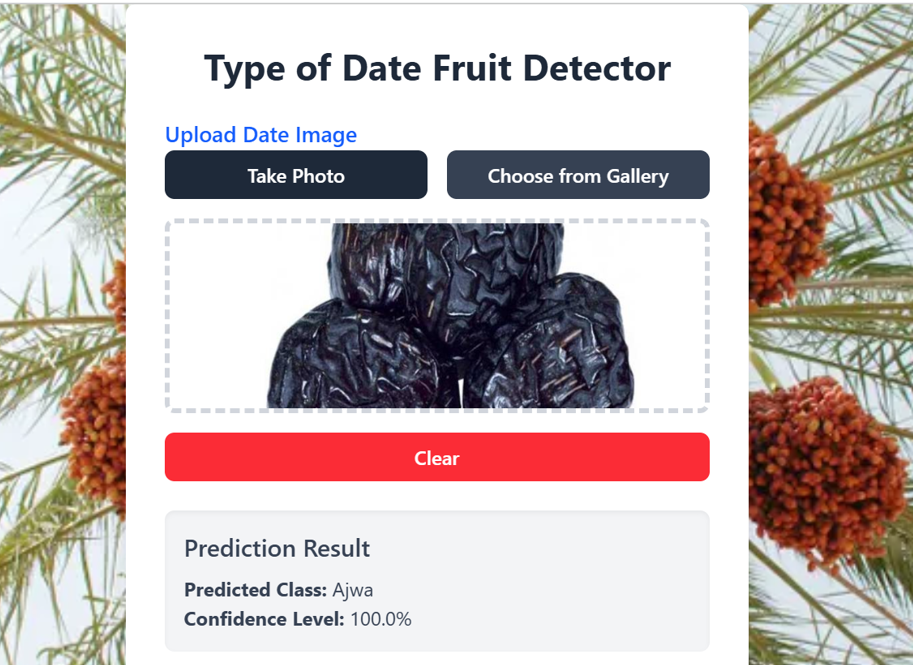 Type of Date Fruit Detector
Upload Date Image
Take Photo
Choose from Gallery
Clear
Prediction Result
Predicted Class: Ajwa
Confidence Level: 100.0%